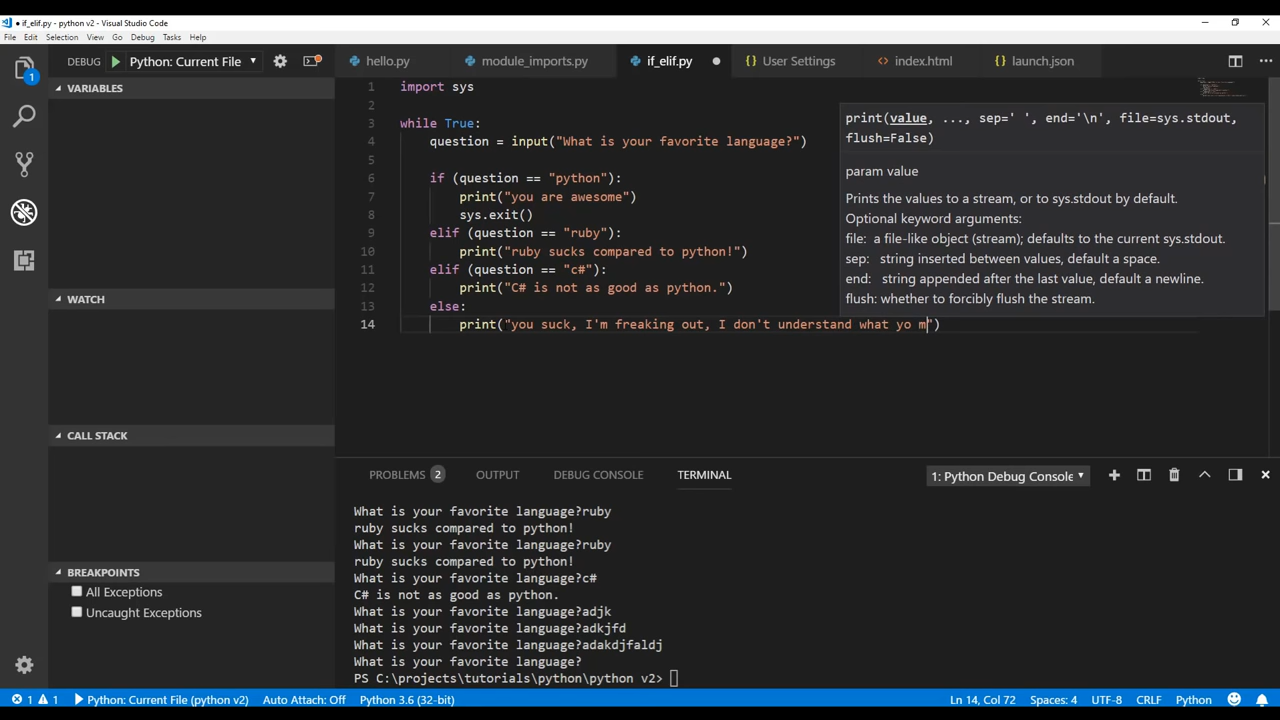 ● if_elif.py - python v2 - Visual Studio Code
File Edit Selection View Go Debug Tasks Help
DEBUG Python: Current File
hello.py module_imports.py if_elif.py User Settings index.html launch.json
1
VARIABLES
WATCH
CALL STACK
BREAKPOINTS
All Exceptions
Uncaught Exceptions
1 import sys
2
3 while True:
4 question = input("What is your favorite language?")
5
6 if (question == "python"):
7 print("you are awesome")
8 sys.exit()
9 elif (question == "ruby"):
10 print("ruby sucks compared to python!")
11 elif (question == "c#"):
12 print("C# is not as good as python.")
13 else:
14 print("you suck, I'm freaking out, I don't understand what yo m")
print(value, ..., sep=' ', end='\n', file=sys.stdout,
flush=False)
param value
Prints the values to a stream, or to sys.stdout by default.
Optional keyword arguments:
file: a file-like object (stream); defaults to the current sys.stdout.
sep: string inserted between values, default a space.
end: string appended after the last value, default a newline.
flush: whether to forcibly flush the stream.
PROBLEMS 2 OUTPUT DEBUG CONSOLE TERMINAL 1: Python Debug Console
What is your favorite language?ruby
ruby sucks compared to python!
What is your favorite language?ruby
ruby sucks compared to python!
What is your favorite language?c#
C# is not as good as python.
What is your favorite language?adjk
What is your favorite language?adkjfd
What is your favorite language?adakdjfaldj
What is your favorite language?
PS C:\projects\tutorials\python\python v2>
1 1 Python: Current File (python v2) Auto Attach: Off Python 3.6 (32-bit) Ln 14, Col 72 Spaces: 4 UTF-8 CRLF Python